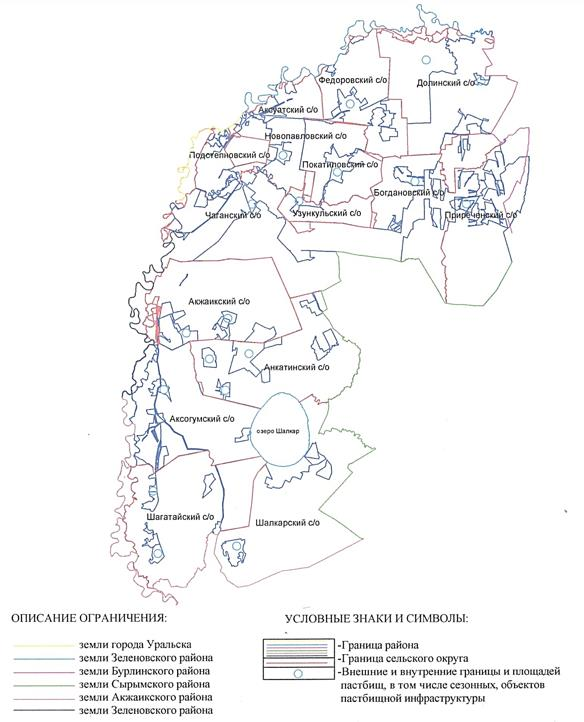 Федоровский с/о
Долинский с/о
Аксуатский с/о
Новопавловский с/о
Подстепновский с/о
Покатиловский с/о
Богдановский с/о
Чаганский с/о
Узункульский с/о
Приреченский с/о
Акжаикский с/о
Анкатинский с/о
Аксогумский с/о
озеро Шалкар
Шагатайский с/о
Шалкарский с/о
ОПИСАНИЕ ОГРАНИЧЕНИЯ:
земли города Уральска
земли Зеленовского района
земли Бурлинского района
земли Сырымского района
земли Акжаикского района
земли Зеленовского района
УСЛОВНЫЕ ЗНАКИ И СИМВОЛЫ:
-Граница района
-Граница сельского округа
-Внешние и внутренние границы и площадей
пастбищ, в том числе сезонных, объектов
пастбищной инфраструктуры